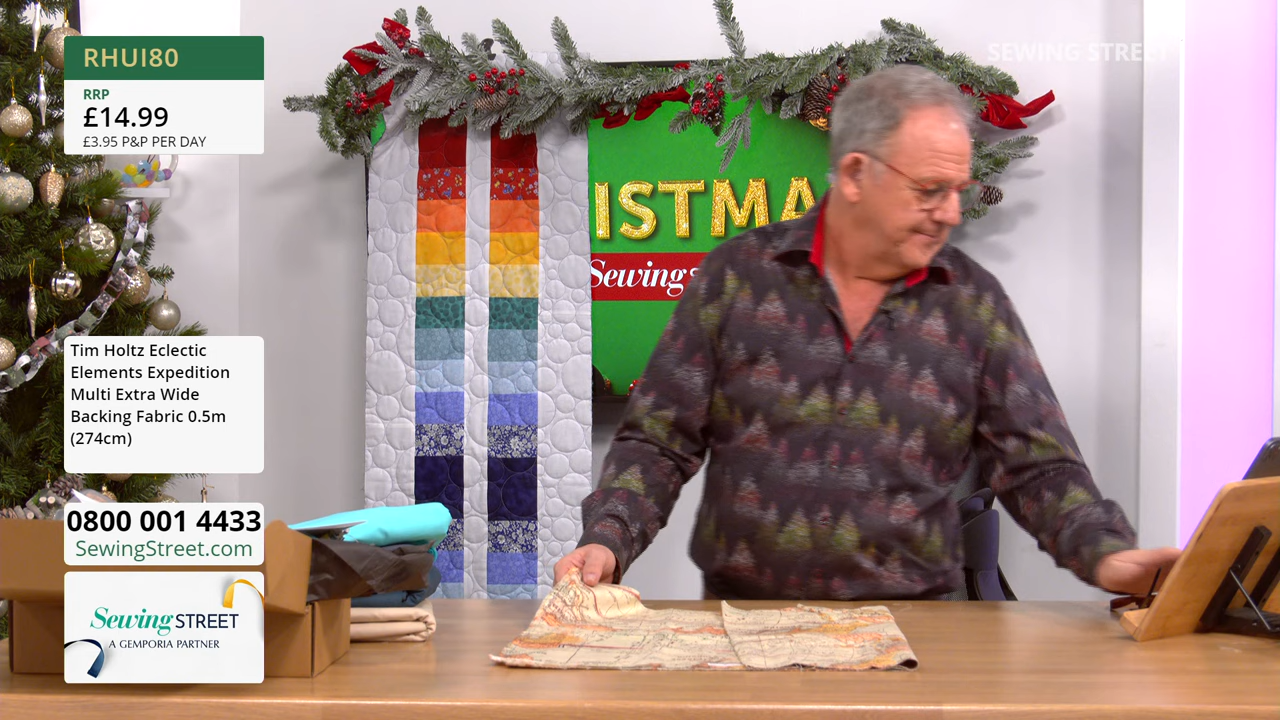 RHUI80
RRP
£14.99
£3.95 P&P PER DAY
Tim Holtz Eclectic
Elements Expedition
Multi Extra Wide
Backing Fabric 0.5m
(274cm)
0800 001 4433
SewingStreet.com
Sewing STREET
A GEMPORIA PARTNER
SEWING STREET
ISTMA
Sewing